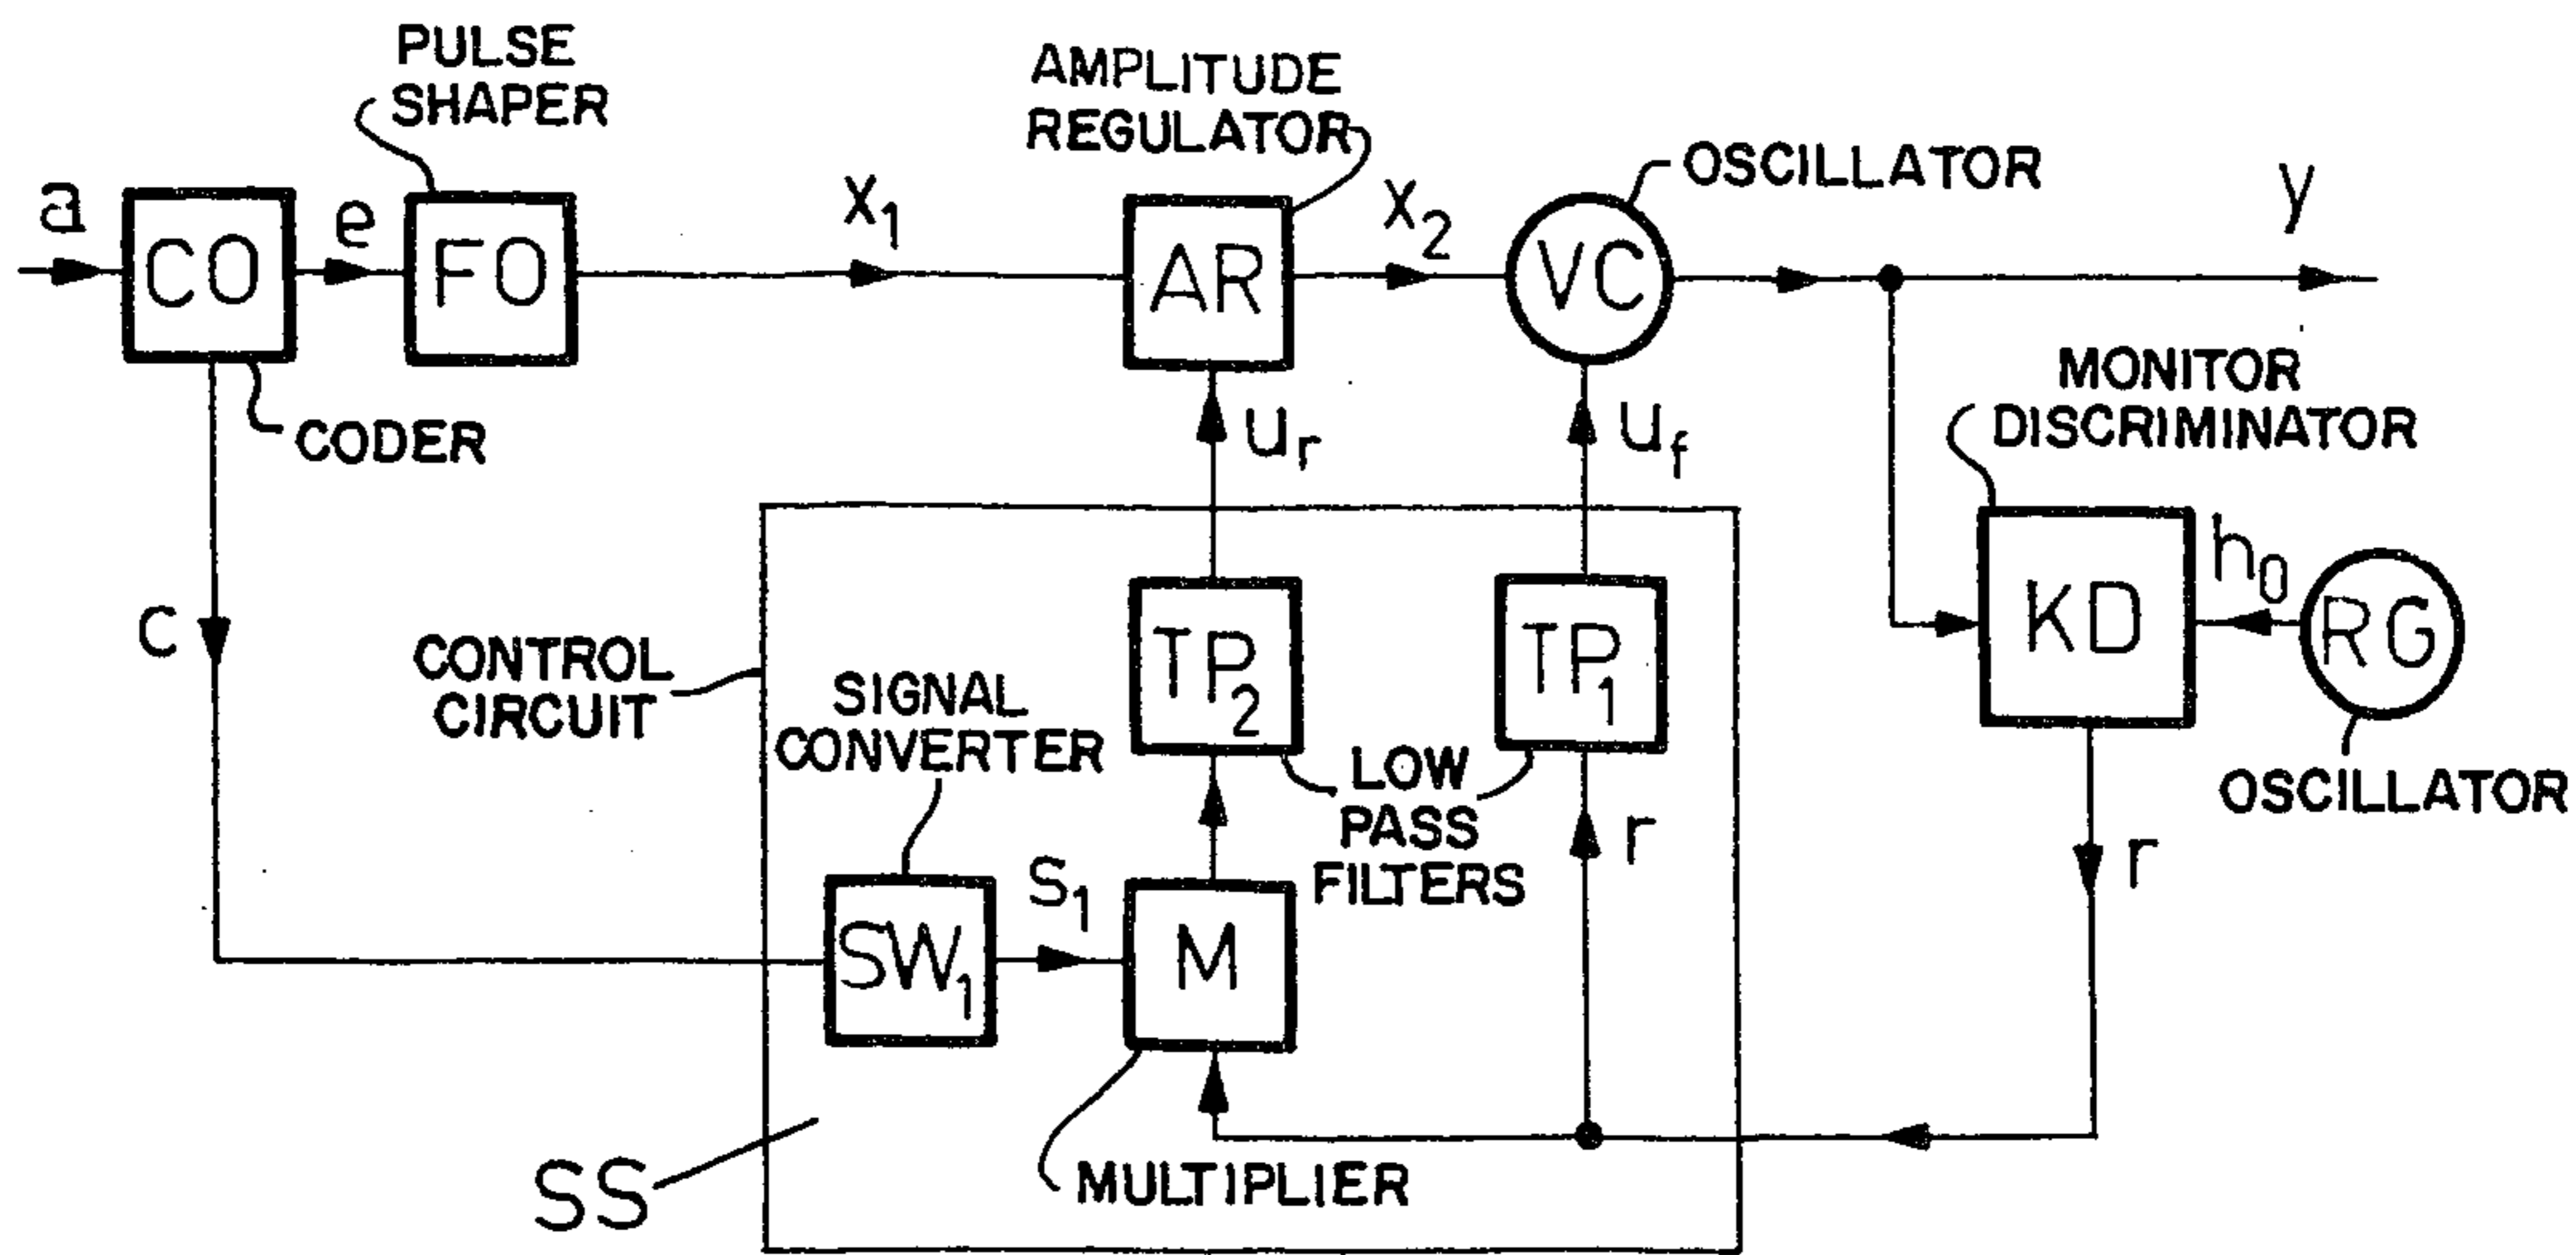 PULSE
SHAPER
AMPLITUDE
REGULATOR
OSCILLATOR
a
CO
e
FO
x₁
AR
x₂
VC
y
CODER
uᵣ
u_f
MONITOR
DISCRIMINATOR
c
CONTROL
CIRCUIT
SIGNAL
CONVERTER
TP₂
TP₁
LOW
PASS
FILTERS
KD
h₀
RG
OSCILLATOR
r
r
SW₁
S₁
M
SS
MULTIPLIER